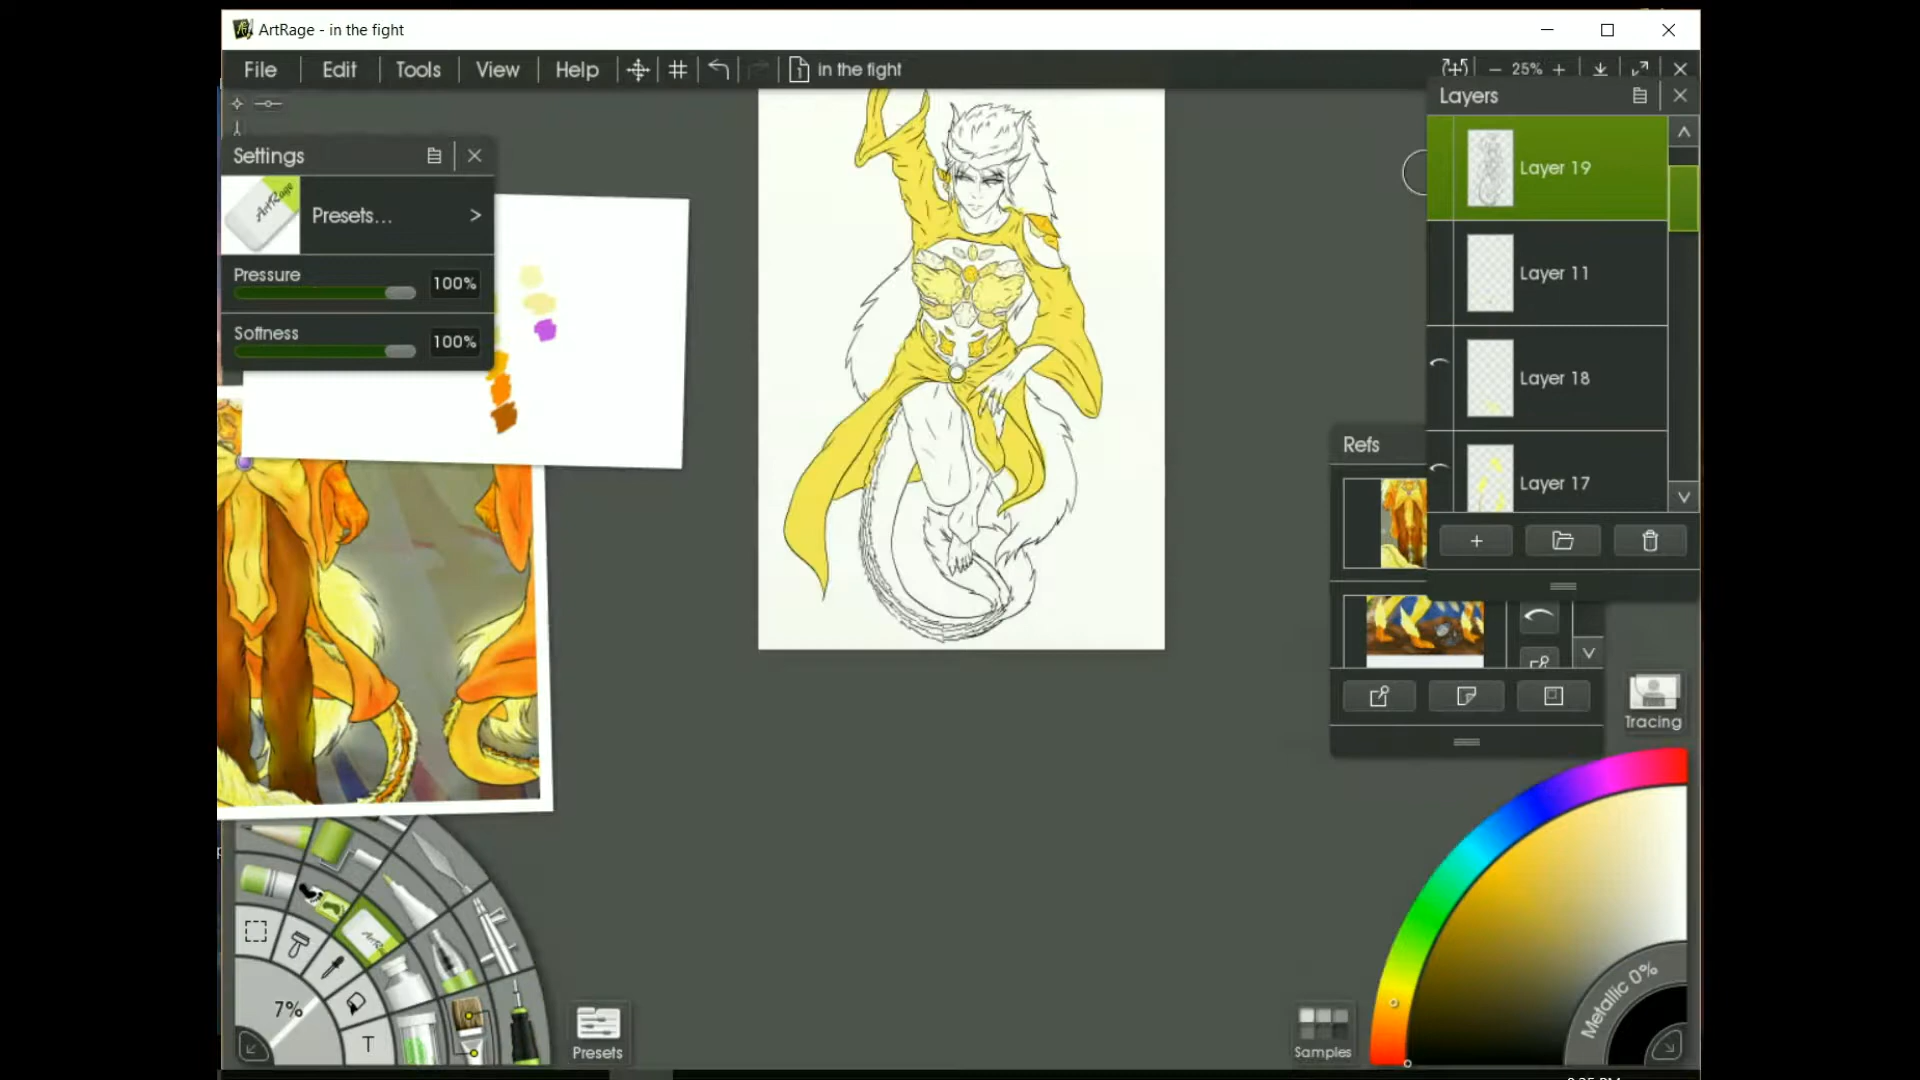 ArtRage - in the fight
File Edit Tools View Help in the fight 25%
Layers
Settings
ArtRage
Presets...
Layer 19
Pressure
100%
Layer 11
Softness
100%
Layer 18
Refs
Layer 17
Tracing
Metallic 0%
7%
T
Presets
Samples